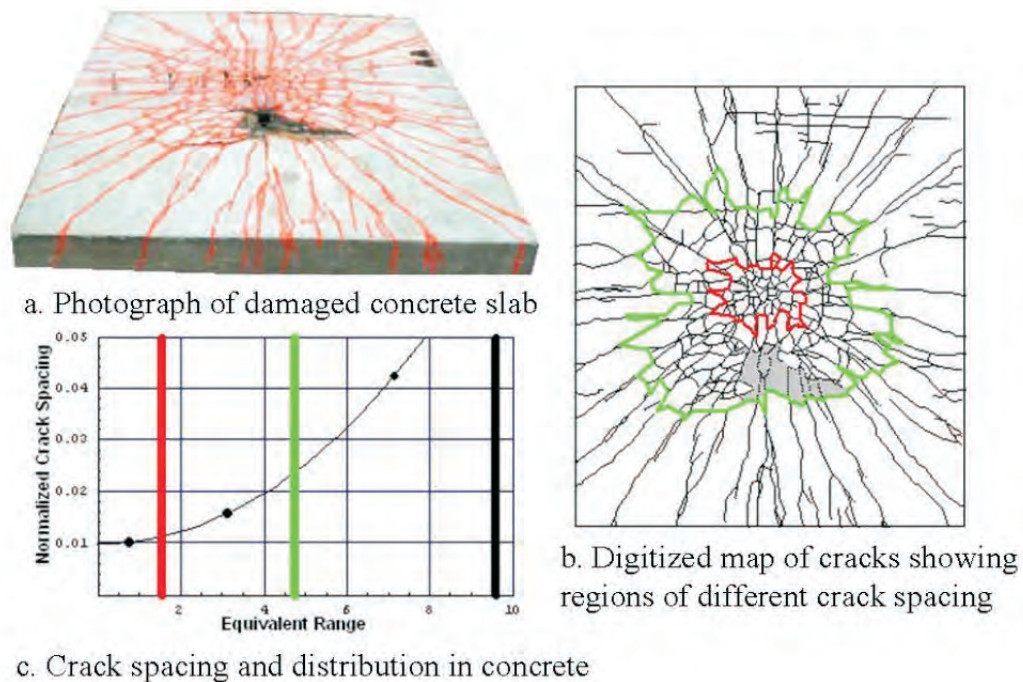 a. Photograph of damaged concrete slab
0.05
0.04
0.03
0.02
0.01
Normalized Crack Spacing
2
4
6
8
10
Equivalent Range
b. Digitized map of cracks showing
regions of different crack spacing
c. Crack spacing and distribution in concrete